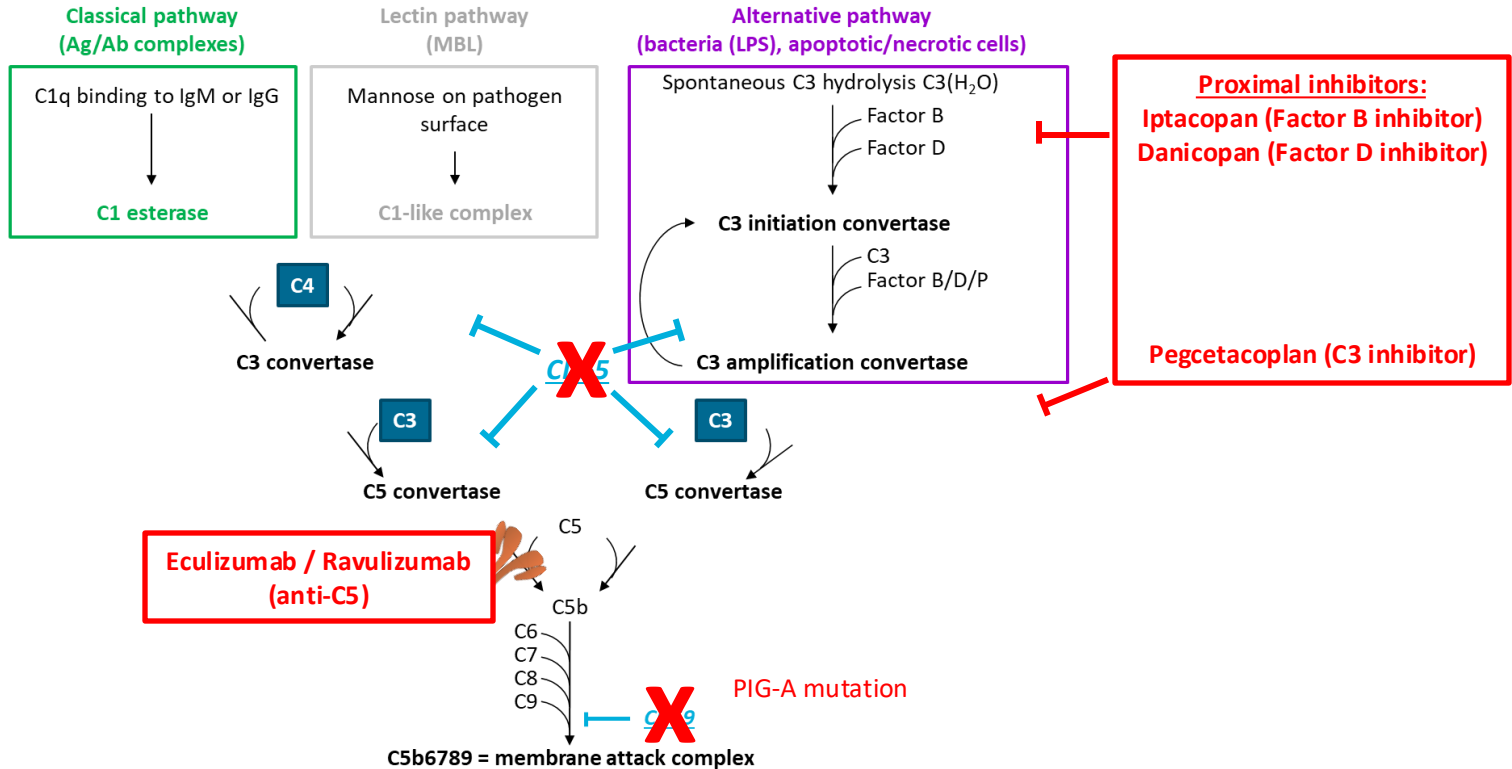 Classical pathway
(Ag/Ab complexes)
Lectin pathway
(MBL)
Alternative pathway
(bacteria (LPS), apoptotic/necrotic cells)
C1q binding to IgM or IgG
C1 esterase
Mannose on pathogen
surface
C1-like complex
Spontaneous C3 hydrolysis C3(H₂O)
Factor B
Factor D
C3 initiation convertase
C3
Factor B/D/P
C3 amplification convertase
Proximal inhibitors:
Iptacopan (Factor B inhibitor)
Danicopan (Factor D inhibitor)
Pegcetacoplan (C3 inhibitor)
C4
C3 convertase
C3
C3
C5 convertase
C5 convertase
Eculizumab / Ravulizumab
(anti-C5)
C5
C5b
C6
C7
C8
C9
PIG-A mutation
C5b6789 = membrane attack complex